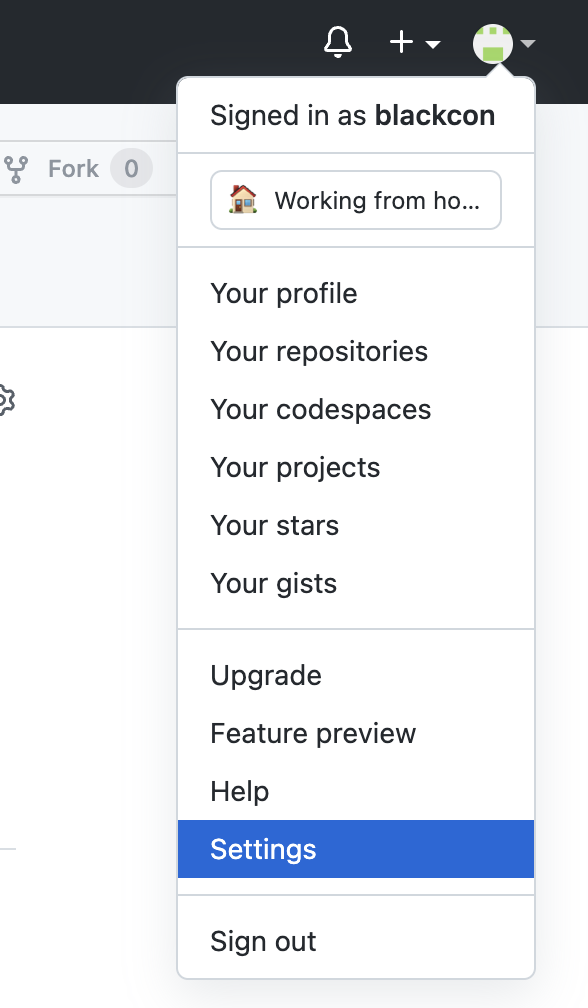 Signed in as blackcon
Fork 0
Working from ho...
Your profile
Your repositories
Your codespaces
Your projects
Your stars
Your gists
Upgrade
Feature preview
Help
Settings
Sign out